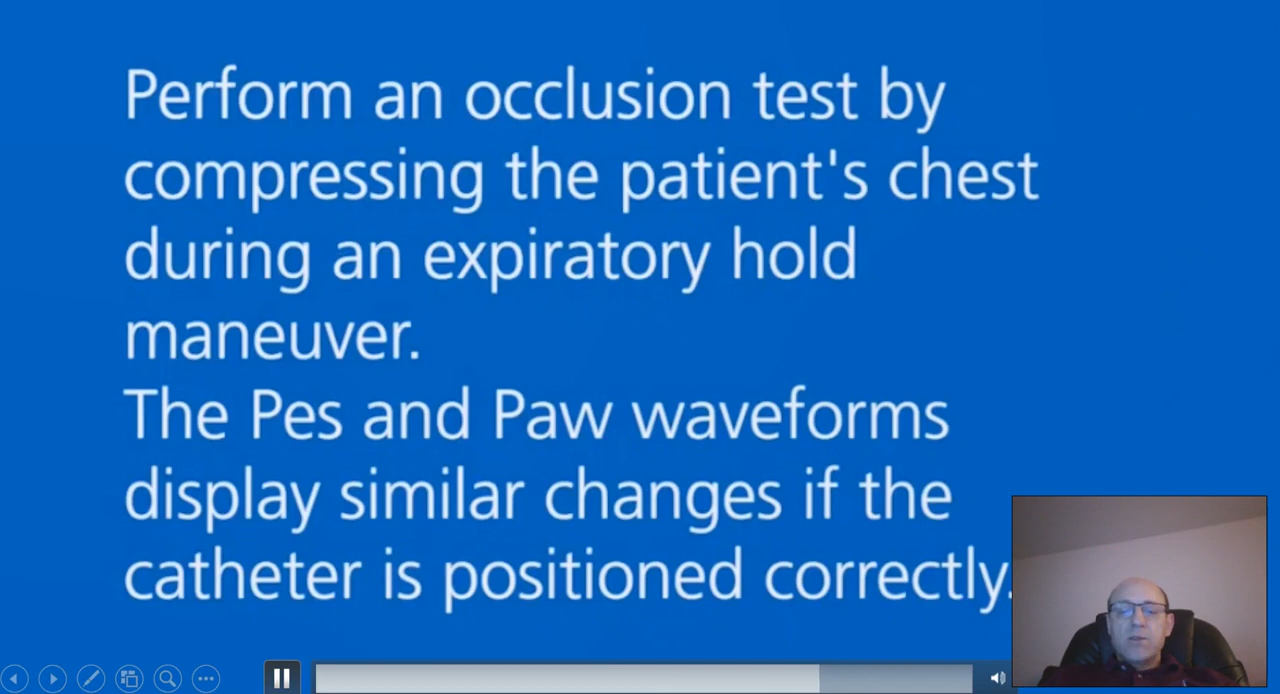 Perform an occlusion test by
compressing the patient's chest
during an expiratory hold
maneuver.
The Pes and Paw waveforms
display similar changes if the
catheter is positioned correctly.